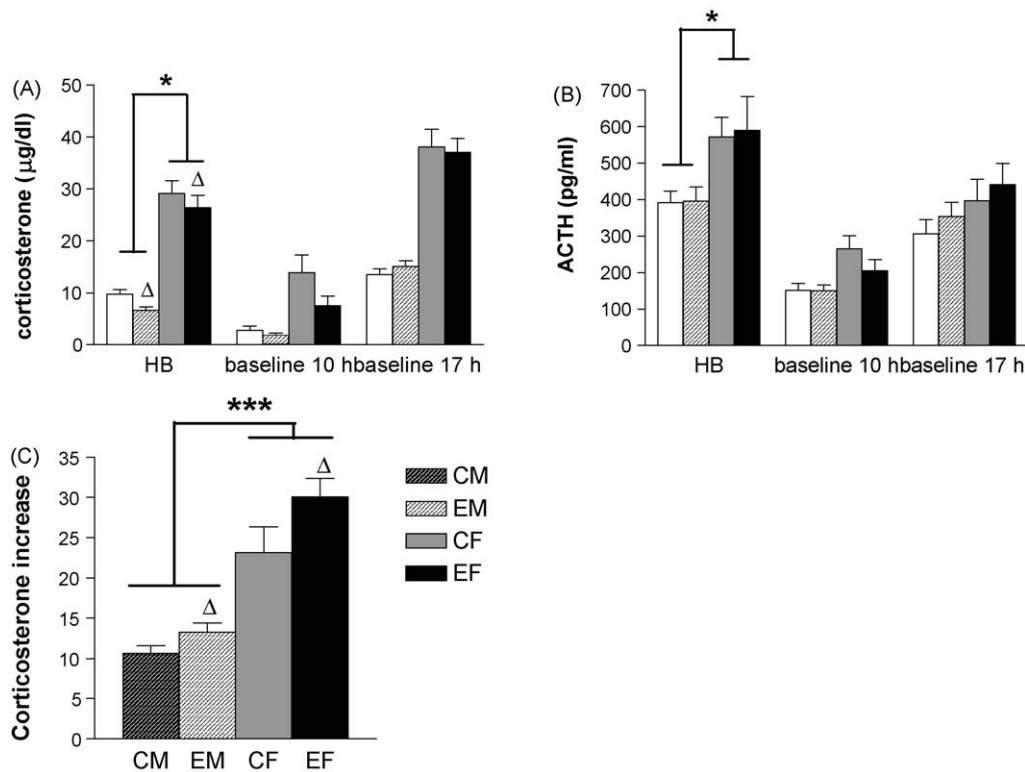 (A)
*
corticosterone (µg/dl)
50
40
30
20
10
0
Δ
Δ
HB baseline 10 hbaseline 17 h
(B)
*
ACTH (pg/ml)
700
600
500
400
300
200
100
0
HB baseline 10 hbaseline 17 h
(C)
***
Corticosterone increase
35
30
25
20
15
10
5
0
Δ
Δ
CM EM CF EF
CM
EM
CF
EF